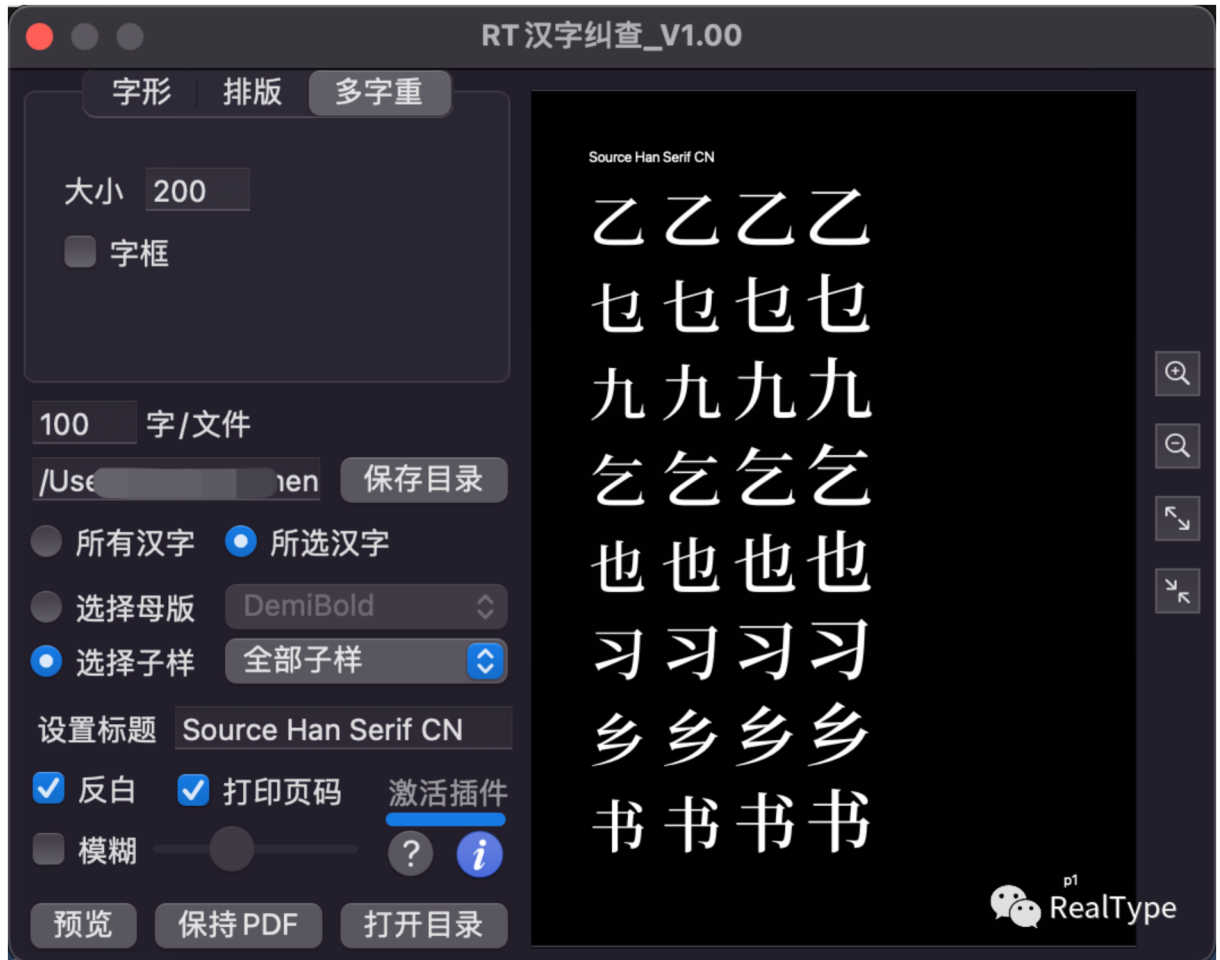 RT 汉字纠查_V1.00
字形 排版 多字重
大小 200
字框
100 字/文件
/Use nen 保存目录
所有汉字 所选汉字
选择母版 DemiBold
选择子样 全部子样
设置标题 Source Han Serif CN
反白 打印页码 激活插件
模糊 ? i
预览 保持PDF 打开目录
Source Han Serif CN
乙 乙 乙 乙
乜 乜 乜 乜
九 九 九 九
乞 乞 乞 乞
也 也 也 也
习 习 习 习
乡 乡 乡 乡
书 书 书 书
p1
RealType